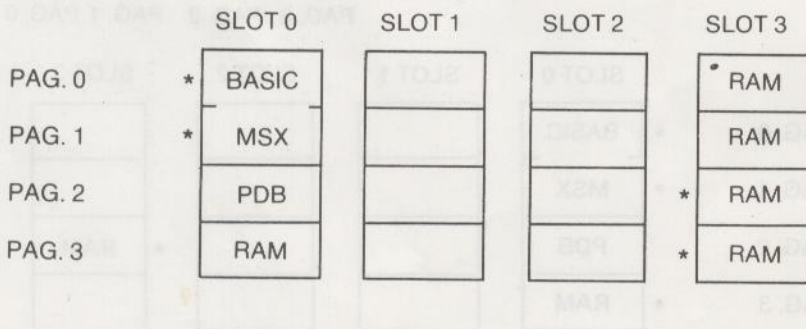 SLOT 0 SLOT 1 SLOT 2 SLOT 3
PAG. 0 * BASIC RAM
PAG. 1 * MSX RAM
PAG. 2 PDB * RAM
PAG. 3 RAM * RAM